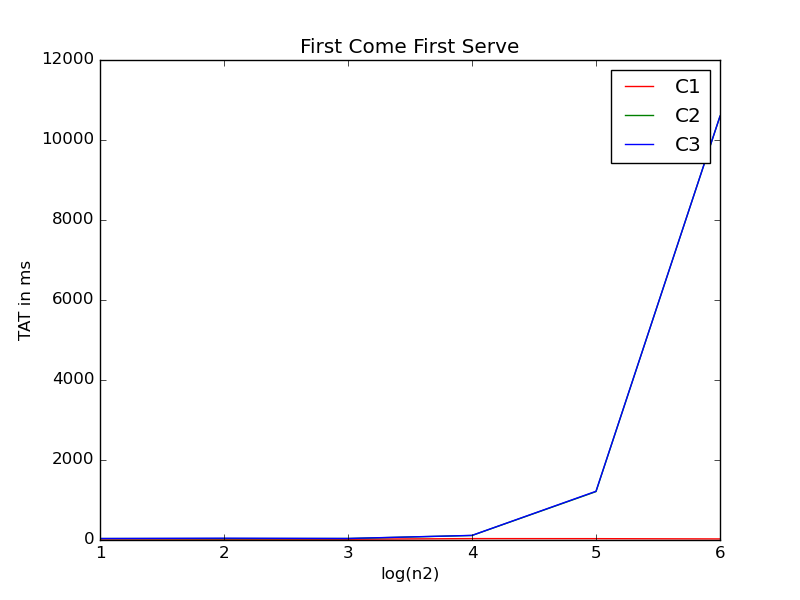 First Come First Serve
12000
10000
8000
6000
4000
2000
0
TAT in ms
C1
C2
C3
1 2 3 4 5 6
log(n2)